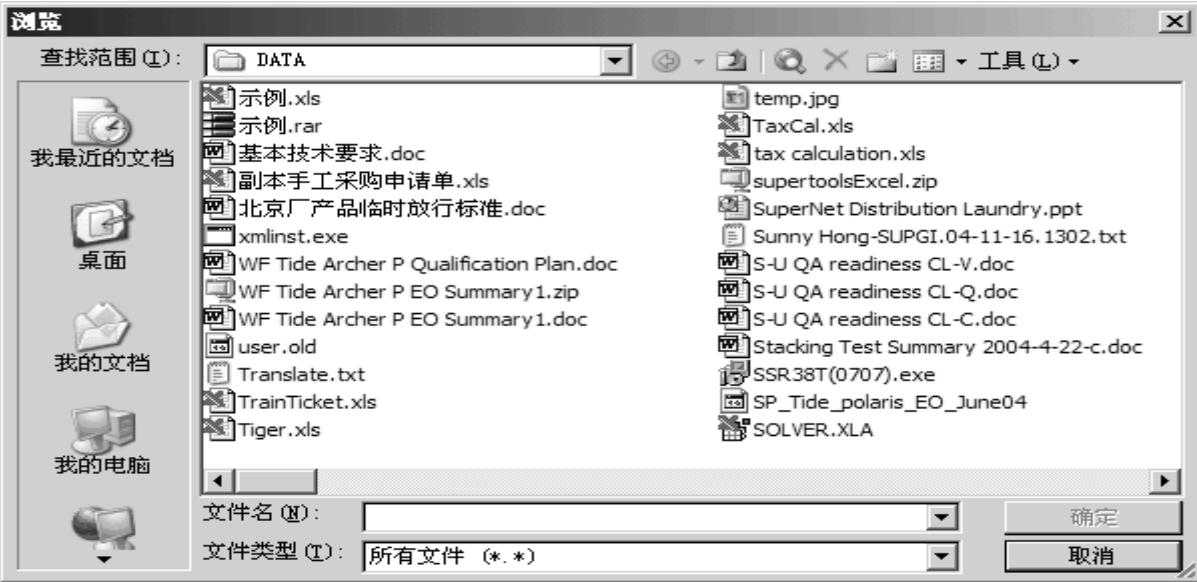 浏览
查找范围(I):
DATA
工具(L)
我最近的文档
桌面
我的文档
我的电脑
示例.xls
示例.rar
基本技术要求.doc
副本手工采购申请单.xls
北京厂产品临时放行标准.doc
xmlinst.exe
WF Tide Archer P Qualification Plan.doc
WF Tide Archer P EO Summary1.zip
WF Tide Archer P EO Summary1.doc
user.old
Translate.txt
TrainTicket.xls
Tiger.xls
temp.jpg
TaxCal.xls
tax calculation.xls
supertoolsExcel.zip
SuperNet Distribution Laundry.ppt
Sunny Hong-SUPGI.04-11-16.1302.txt
S-U QA readiness CL-V.doc
S-U QA readiness CL-Q.doc
S-U QA readiness CL-C.doc
Stacking Test Summary 2004-4-22-c.doc
SSR38T(0707).exe
SP_Tide_polaris_EO_June04
SOLVER.XLA
文件名(N):
确定
文件类型(T):
所有文件 (*.*)
取消